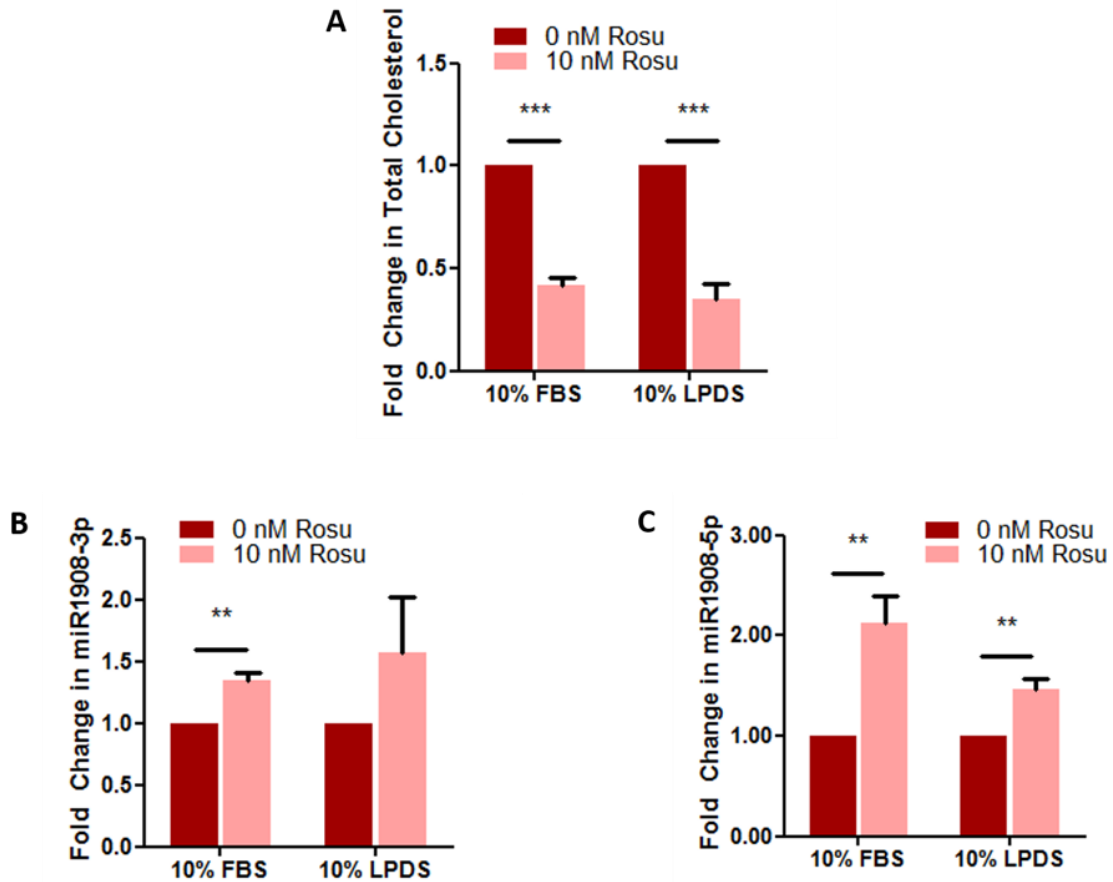 A
0 nM Rosu
10 nM Rosu
Fold Change in Total Cholesterol
1.5
1.0
0.5
0.0
***
***
10% FBS
10% LPDS
B
0 nM Rosu
10 nM Rosu
Fold Change in miR1908-3p
2.5
2.0
1.5
1.0
0.5
0.0
**
10% FBS
10% LPDS
C
0 nM Rosu
10 nM Rosu
Fold Change in miR1908-5p
3.00
2.00
1.00
0.00
**
**
10% FBS
10% LPDS